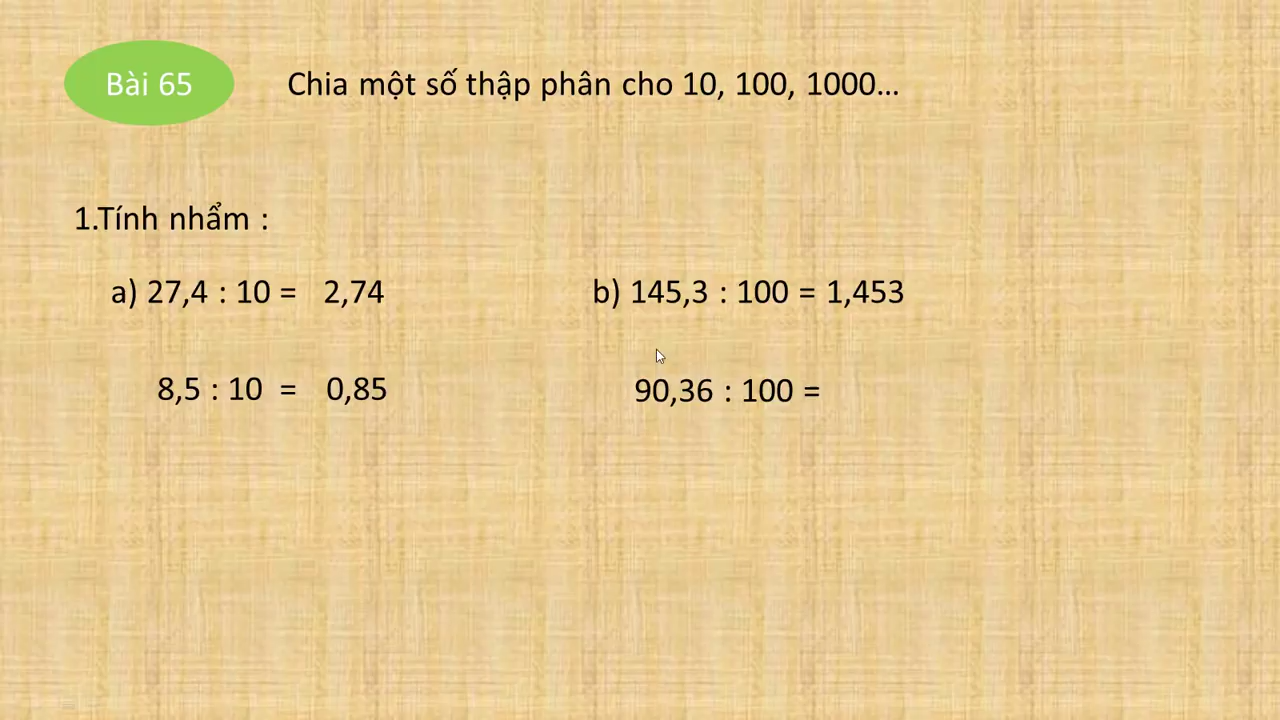 Bài 65
Chia một số thập phân cho 10, 100, 1000...
1.Tính nhẩm :
a) 27,4 : 10 = 2,74
b) 145,3 : 100 = 1,453
8,5 : 10 = 0,85
90,36 : 100 =